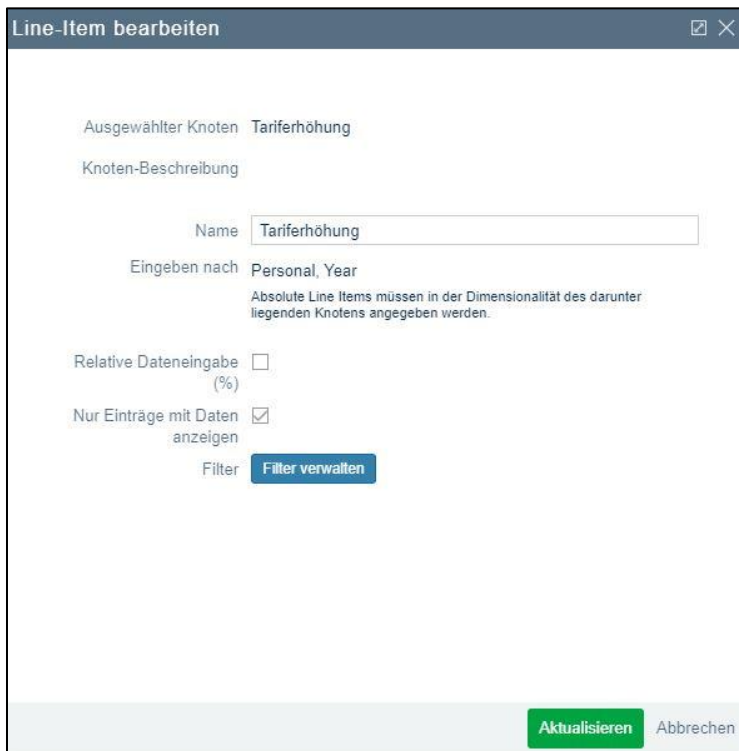 Line-Item bearbeiten
Ausgewählter Knoten Tariferhöhung
Knoten-Beschreibung
Name Tariferhöhung
Eingeben nach Personal, Year
Absolute Line Items müssen in der Dimensionalität des darunter
liegenden Knotens angegeben werden.
Relative Dateneingabe
(%)
Nur Einträge mit Daten
anzeigen
Filter Filter verwalten
Aktualisieren Abbrechen